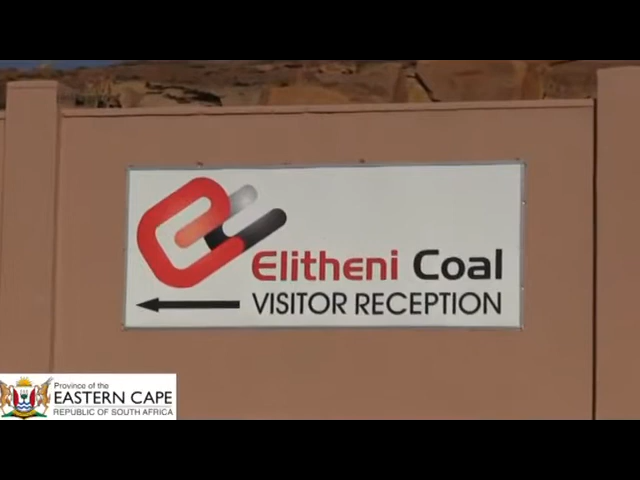 Elitheni Coal
VISITOR RECEPTION
Province of the
EASTERN CAPE
REPUBLIC OF SOUTH AFRICA